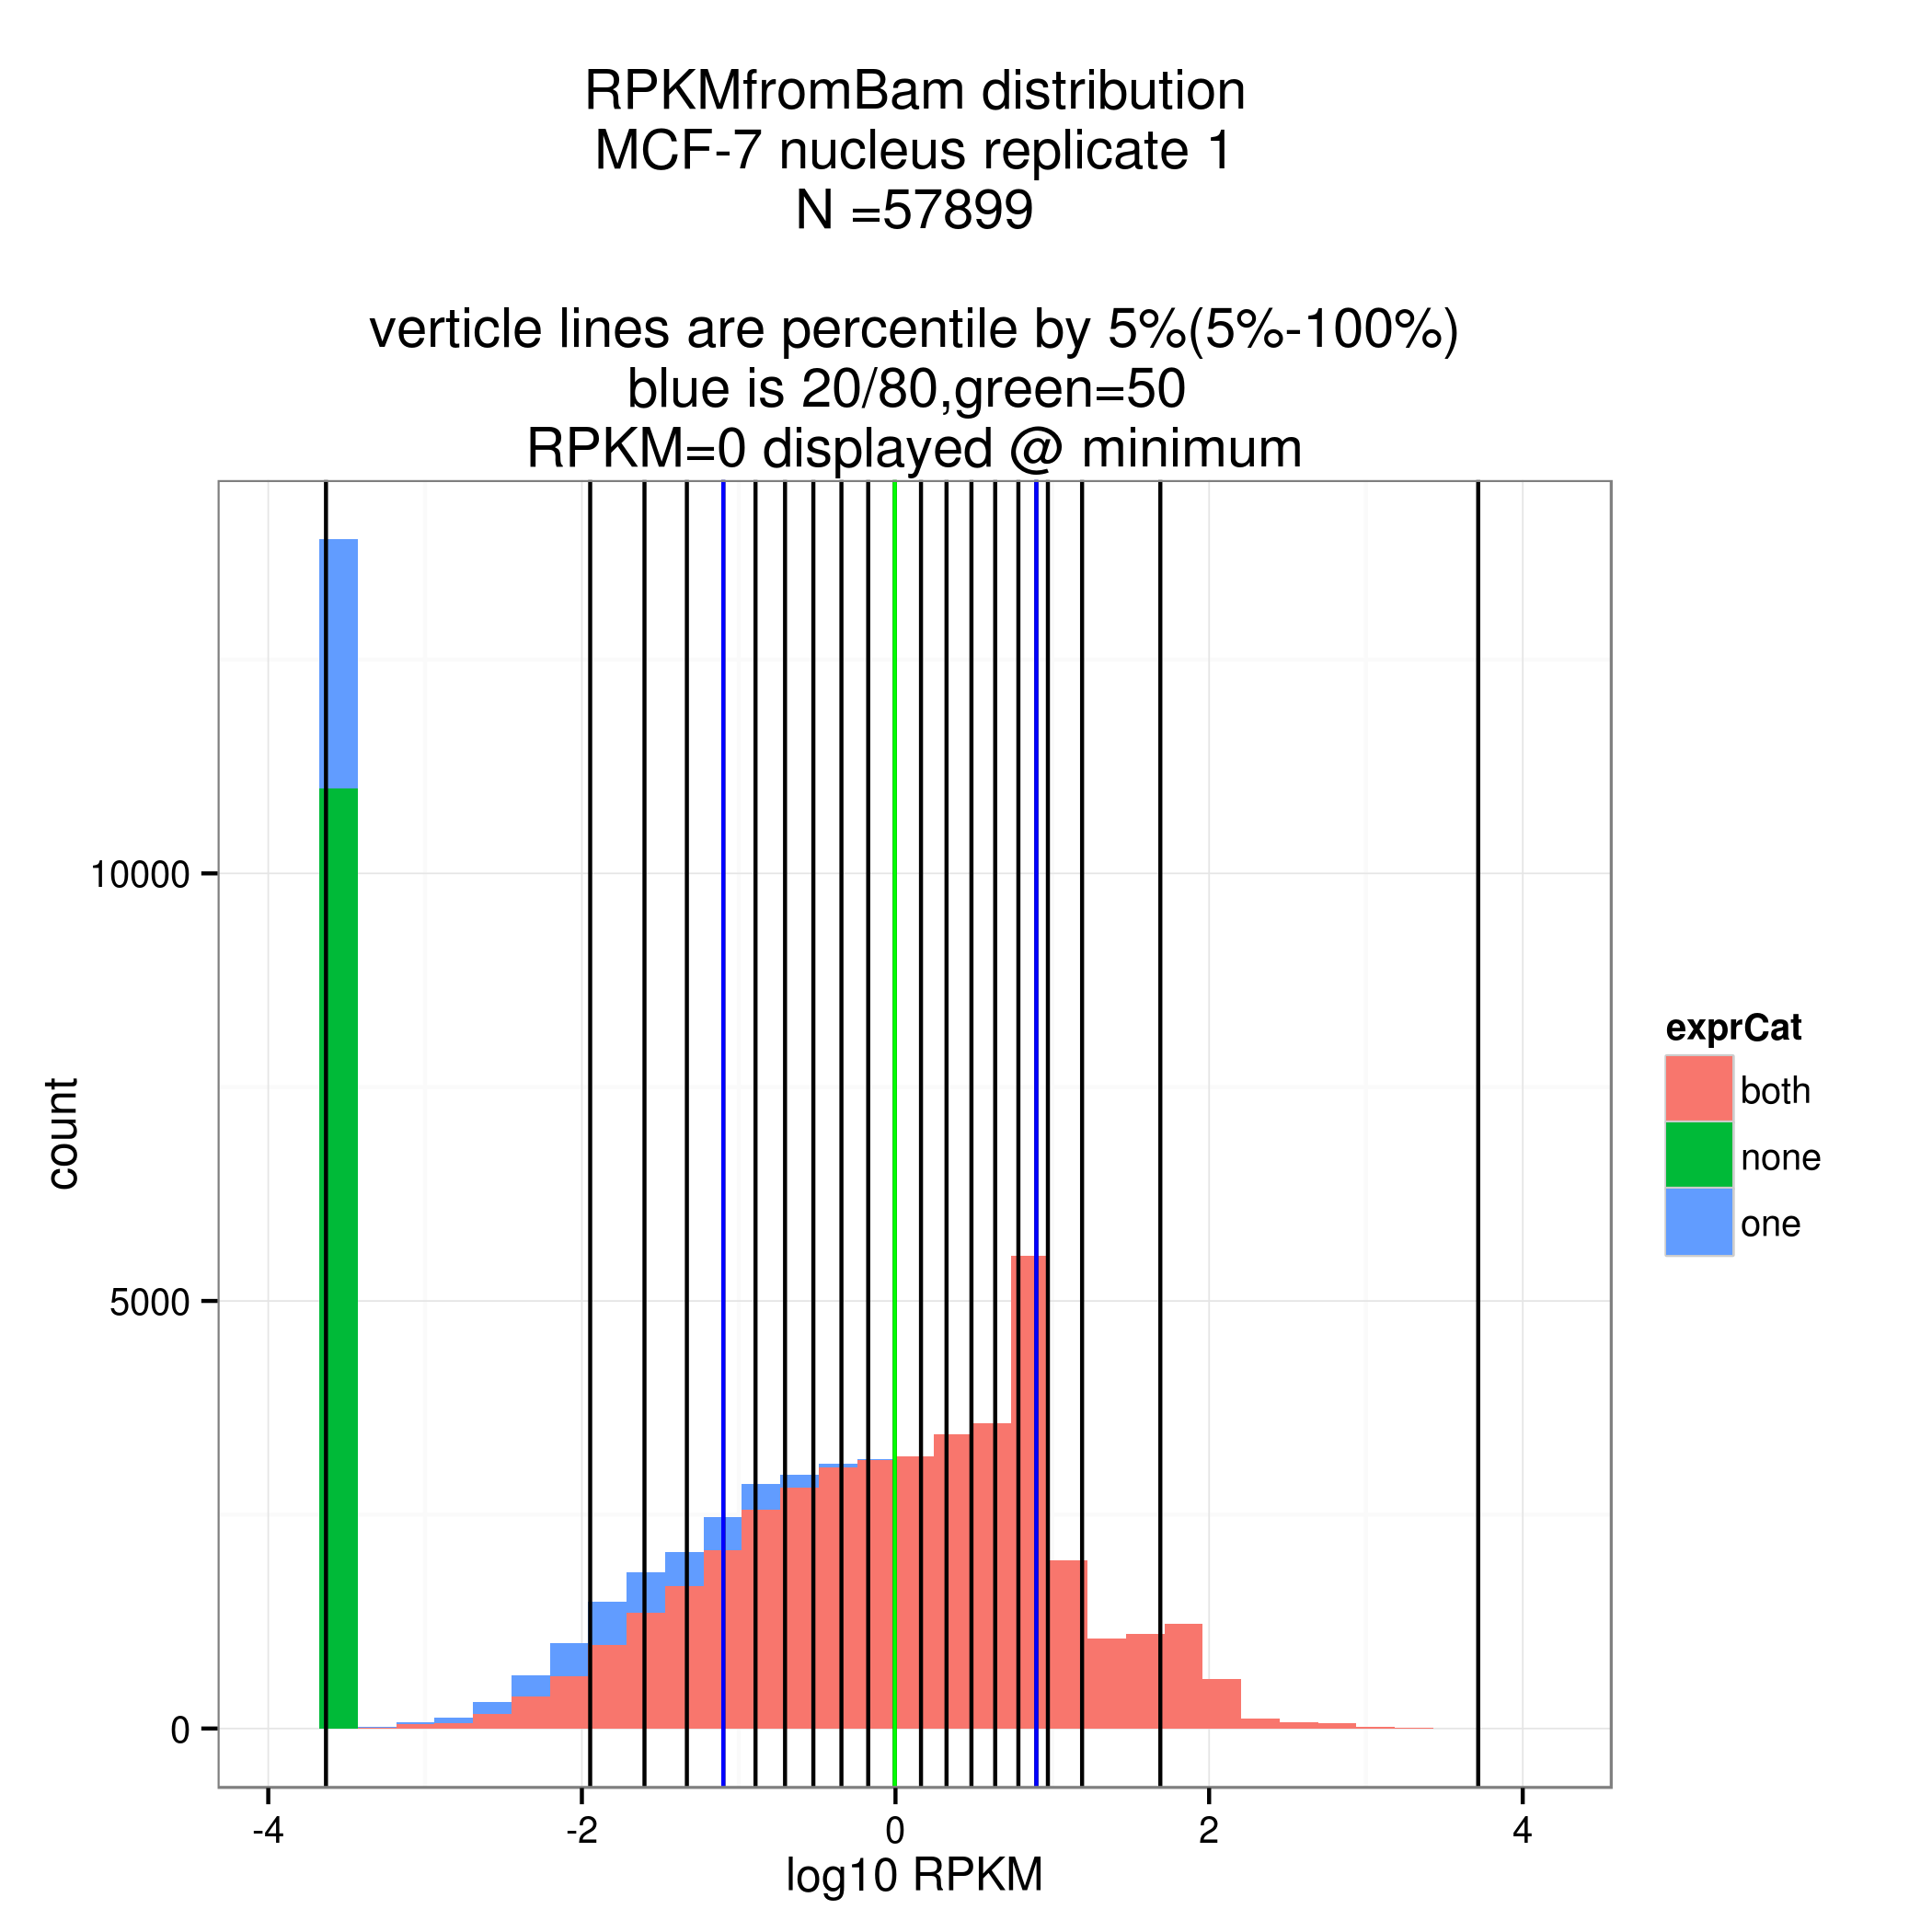 RPKMfromBam distribution
MCF-7 nucleus replicate 1
N =57899
verticle lines are percentile by 5%(5%-100%)
blue is 20/80,green=50
RPKM=0 displayed @ minimum
10000
5000
0
count
-4
-2
0
2
4
log10 RPKM
exprCat
both
none
one